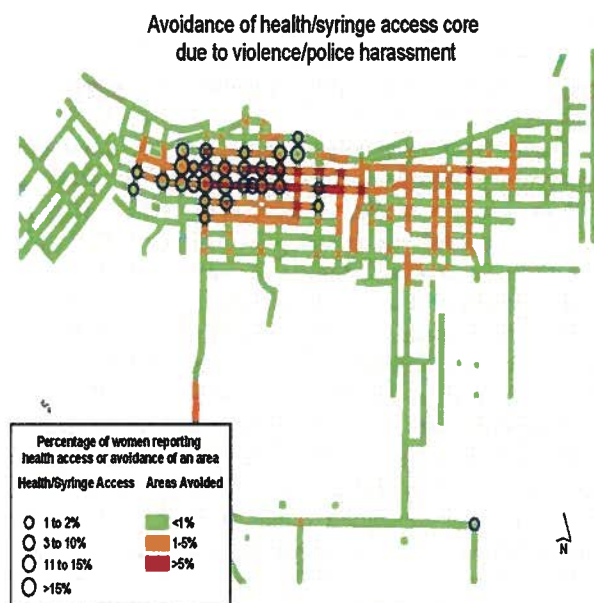 Avoidance of health/syringe access core
due to violence/police harassment
Percentage of women reporting
health access or avoidance of an area
Health/Syringe Access Areas Avoided
1 to 2% <1%
3 to 10% 1-5%
11 to 15% >5%
>15%
N